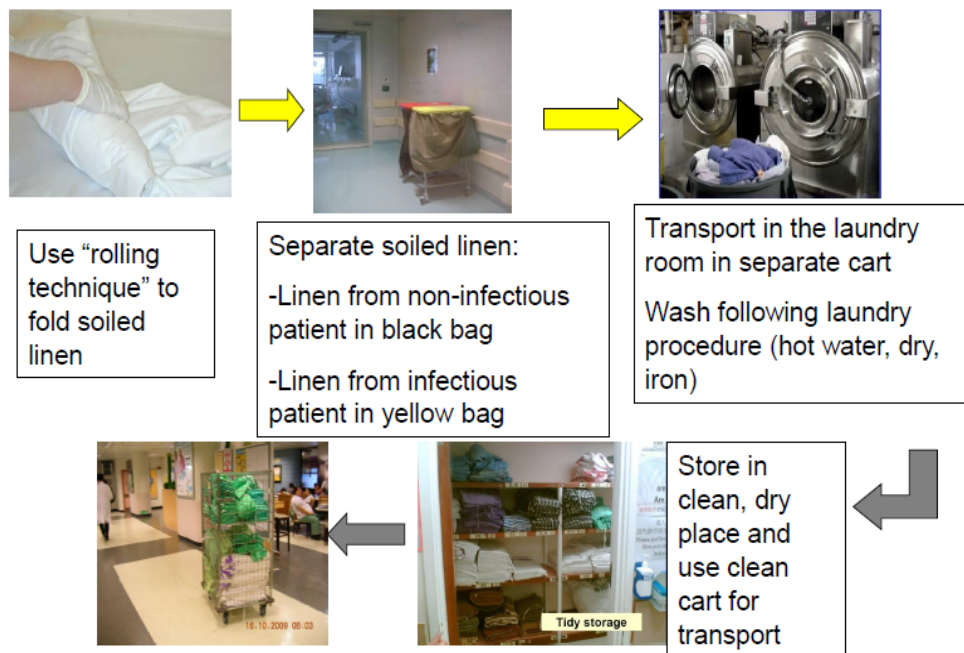 Use “rolling
technique” to
fold soiled
linen
Separate soiled linen:
-Linen from non-infectious
patient in black bag
-Linen from infectious
patient in yellow bag
Transport in the laundry
room in separate cart
Wash following laundry
procedure (hot water, dry,
iron)
Store in
clean, dry
place and
use clean
cart for
transport
Tidy storage
16-10-2009 06:03